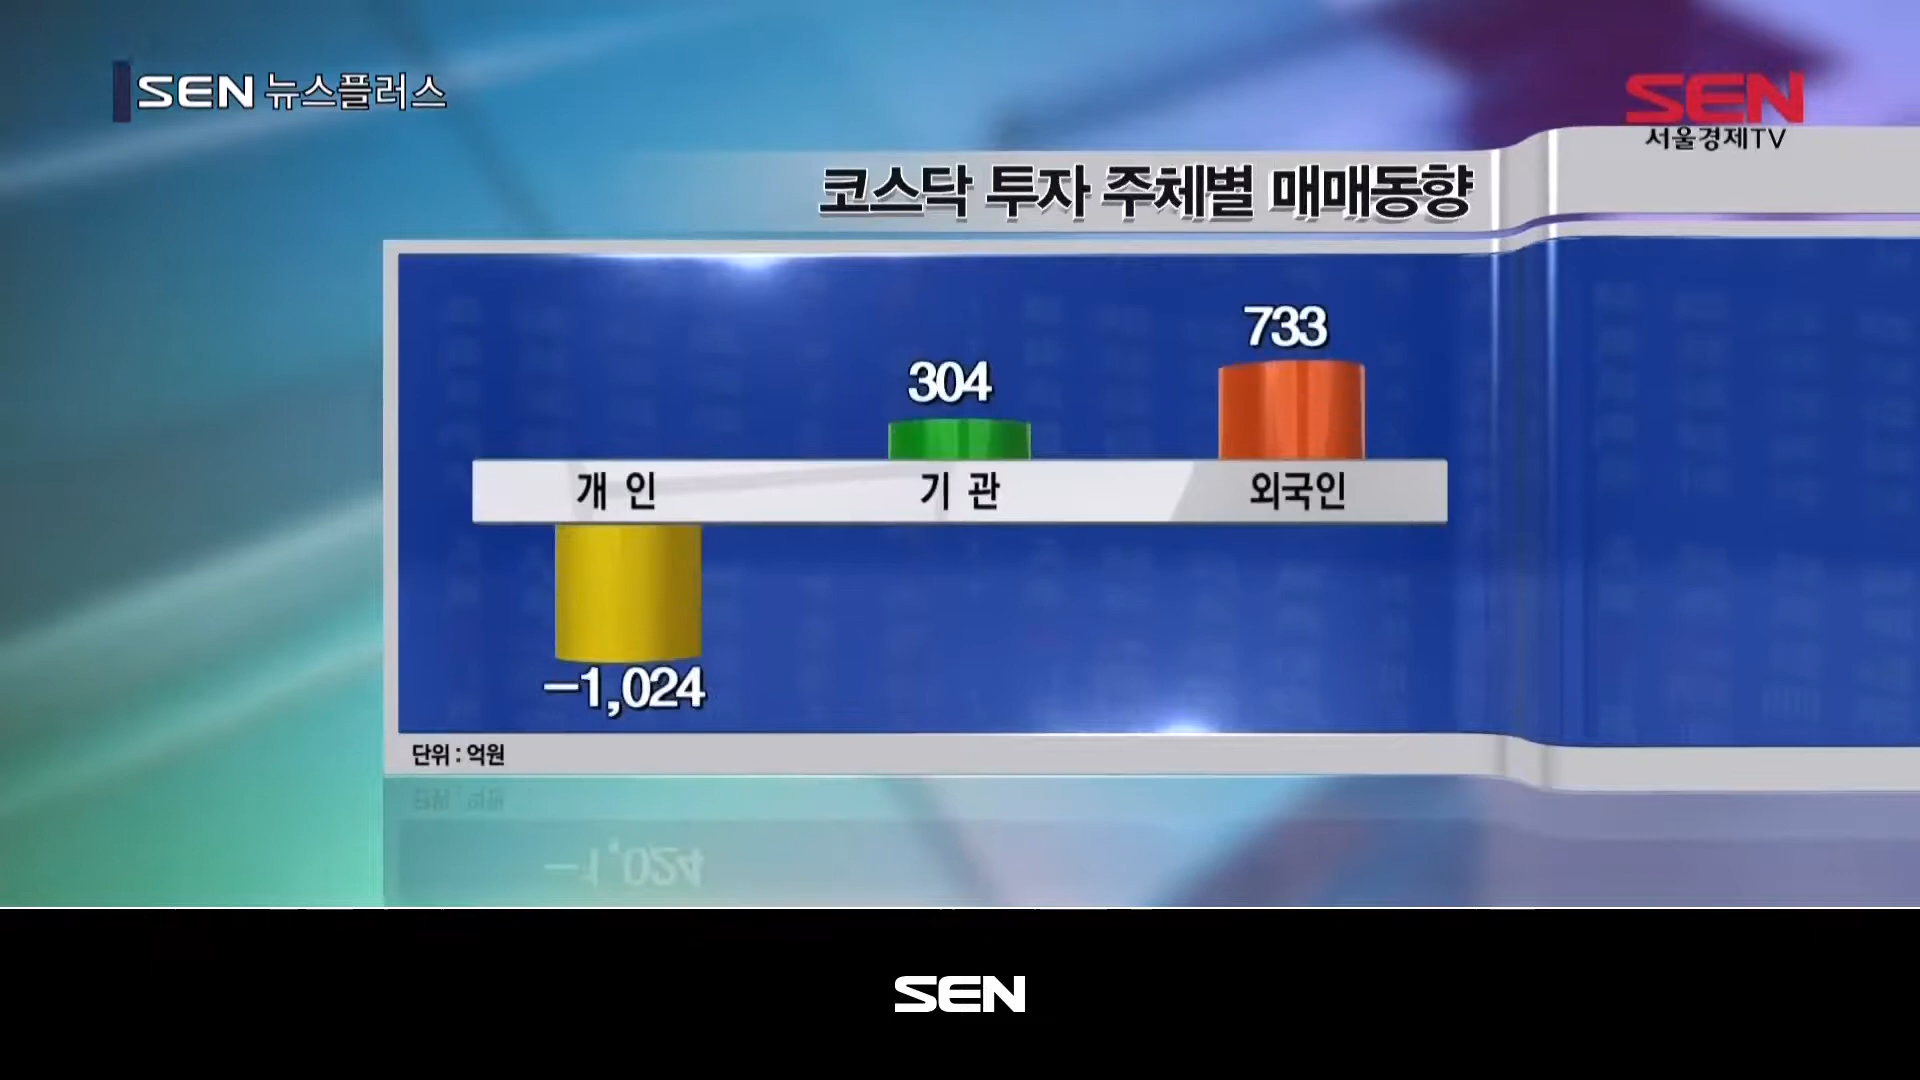 SEN 뉴스플러스
SEN
서울경제TV
코스닥 투자 주체별 매매동향
733
304
개인 기관 외국인
-1,024
단위 : 억원
SEN